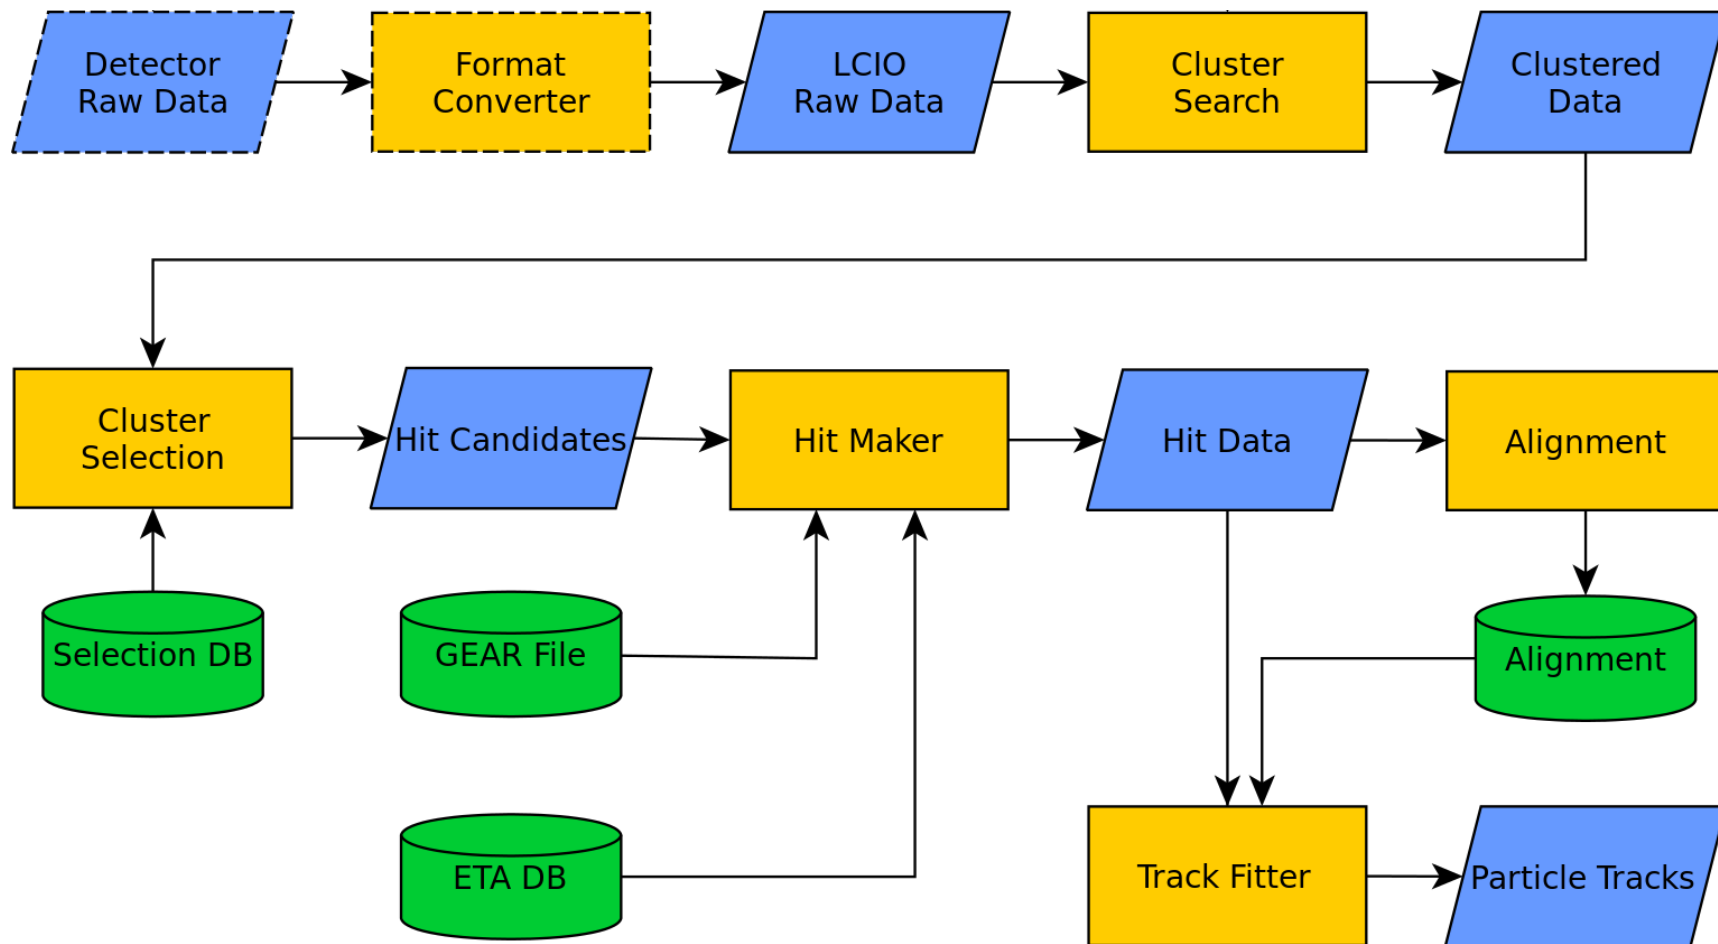 Detector
Raw Data
Format
Converter
LCIO
Raw Data
Cluster
Search
Clustered
Data
Cluster
Selection
Hit Candidates
Hit Maker
Hit Data
Alignment
Selection DB
GEAR File
Alignment
ETA DB
Track Fitter
Particle Tracks